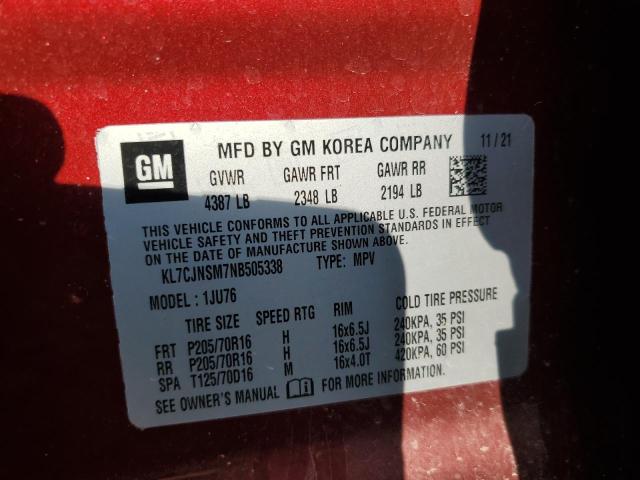 GM
MFD BY GM KOREA COMPANY 11/21
GVWR GAWR FRT GAWR RR
4387 LB 2348 LB 2194 LB
THIS VEHICLE CONFORMS TO ALL APPLICABLE U.S. FEDERAL MOTOR
VEHICLE SAFETY AND THEFT PREVENTION STANDARDS IN EFFECT
ON THE DATE OF MANUFACTURE SHOWN ABOVE.
KL7CJNSM7NB505338 TYPE: MPV
MODEL: 1JU76
TIRE SIZE SPEED RTG RIM COLD TIRE PRESSURE
FRT P205/70R16 H 16x6.5J 240KPA, 35 PSI
RR P205/70R16 H 16x6.5J 240KPA, 35 PSI
SPA T125/70D16 M 16x4.0T 420KPA, 60 PSI
SEE OWNER'S MANUAL FOR MORE INFORMATION.